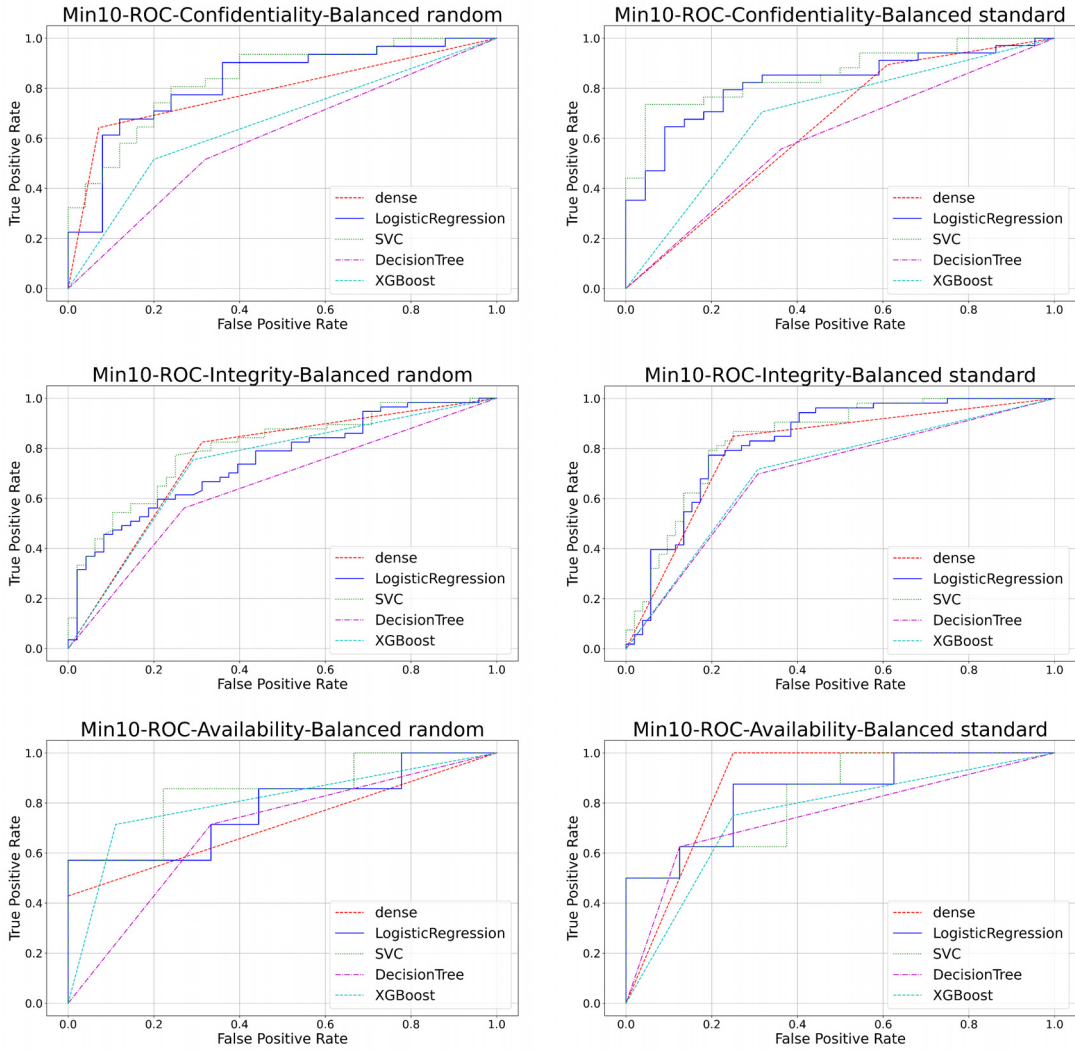 Min10-ROC-Confidentiality-Balanced random
True Positive Rate
1.0
0.8
0.6
0.4
0.2
0.0
dense
LogisticRegression
SVC
DecisionTree
XGBoost
0.0 0.2 0.4 0.6 0.8 1.0
False Positive Rate
Min10-ROC-Confidentiality-Balanced standard
True Positive Rate
1.0
0.8
0.6
0.4
0.2
0.0
dense
LogisticRegression
SVC
DecisionTree
XGBoost
0.0 0.2 0.4 0.6 0.8 1.0
False Positive Rate
Min10-ROC-Integrity-Balanced random
True Positive Rate
1.0
0.8
0.6
0.4
0.2
0.0
dense
LogisticRegression
SVC
DecisionTree
XGBoost
0.0 0.2 0.4 0.6 0.8 1.0
False Positive Rate
Min10-ROC-Integrity-Balanced standard
True Positive Rate
1.0
0.8
0.6
0.4
0.2
0.0
dense
LogisticRegression
SVC
DecisionTree
XGBoost
0.0 0.2 0.4 0.6 0.8 1.0
False Positive Rate
Min10-ROC-Availability-Balanced random
True Positive Rate
1.0
0.8
0.6
0.4
0.2
0.0
dense
LogisticRegression
SVC
DecisionTree
XGBoost
0.0 0.2 0.4 0.6 0.8 1.0
False Positive Rate
Min10-ROC-Availability-Balanced standard
True Positive Rate
1.0
0.8
0.6
0.4
0.2
0.0
dense
LogisticRegression
SVC
DecisionTree
XGBoost
0.0 0.2 0.4 0.6 0.8 1.0
False Positive Rate